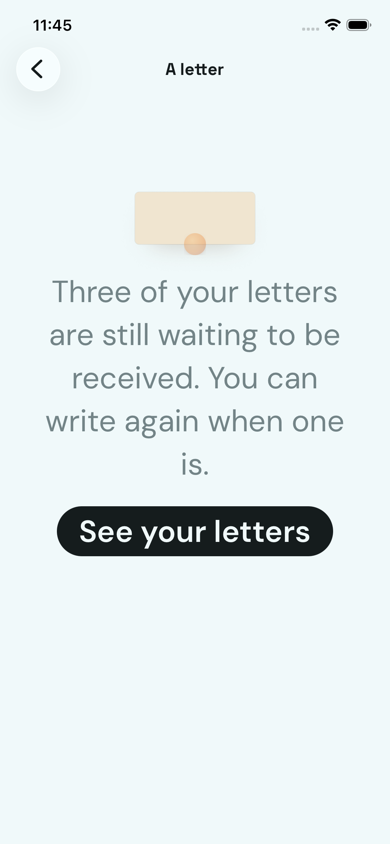 11:45
A letter
Three of your letters
are still waiting to be
received. You can
write again when one
is.
See your letters